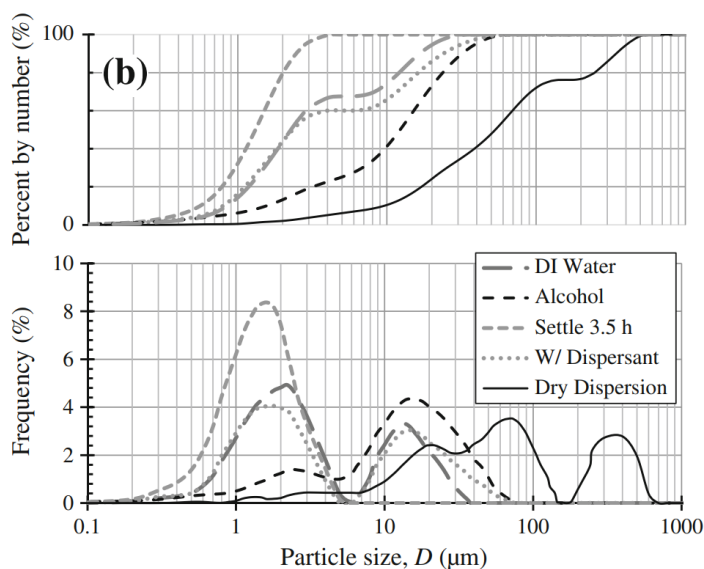 Percent by number (%)
100
0
(b)
Frequency (%)
10
8
6
4
2
0
DI Water
Alcohol
Settle 3.5 h
W/ Dispersant
Dry Dispersion
0.1 1 10 100 1000
Particle size, D (μm)